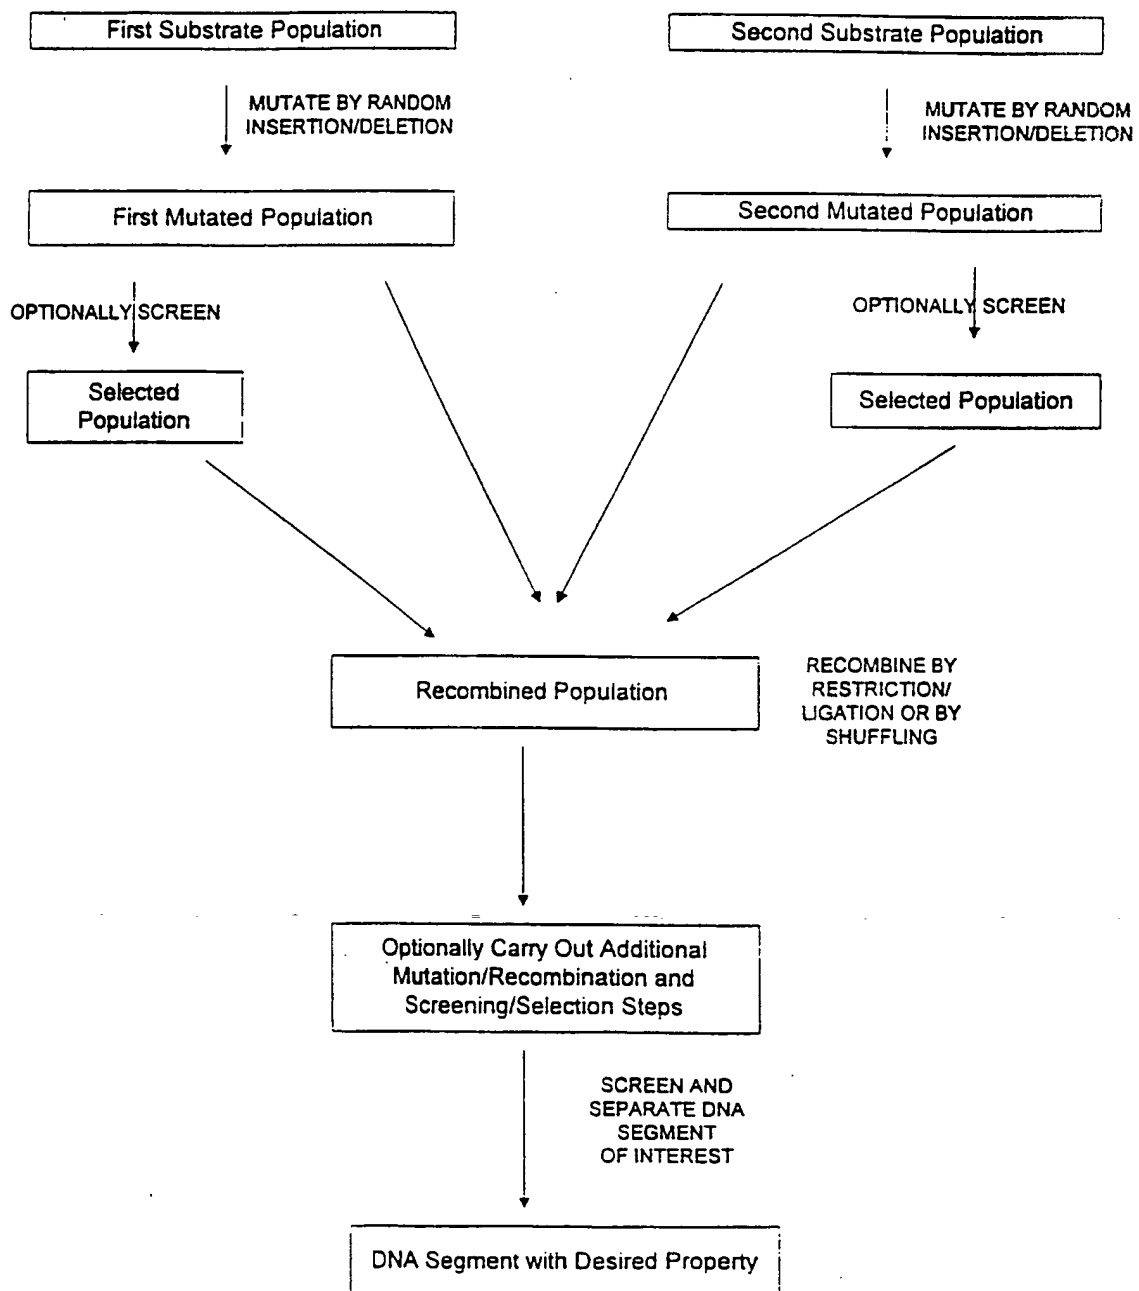 First Substrate Population
Second Substrate Population
MUTATE BY RANDOM
INSERTION/DELETION
MUTATE BY RANDOM
INSERTION/DELETION
First Mutated Population
Second Mutated Population
OPTIONALLY SCREEN
OPTIONALLY SCREEN
Selected
Population
Selected Population
Recombined Population
RECOMBINE BY
RESTRICTION/
LIGATION OR BY
SHUFFLING
Optionally Carry Out Additional
Mutation/Recombination and
Screening/Selection Steps
SCREEN AND
SEPARATE DNA
SEGMENT
OF INTEREST
DNA Segment with Desired Property